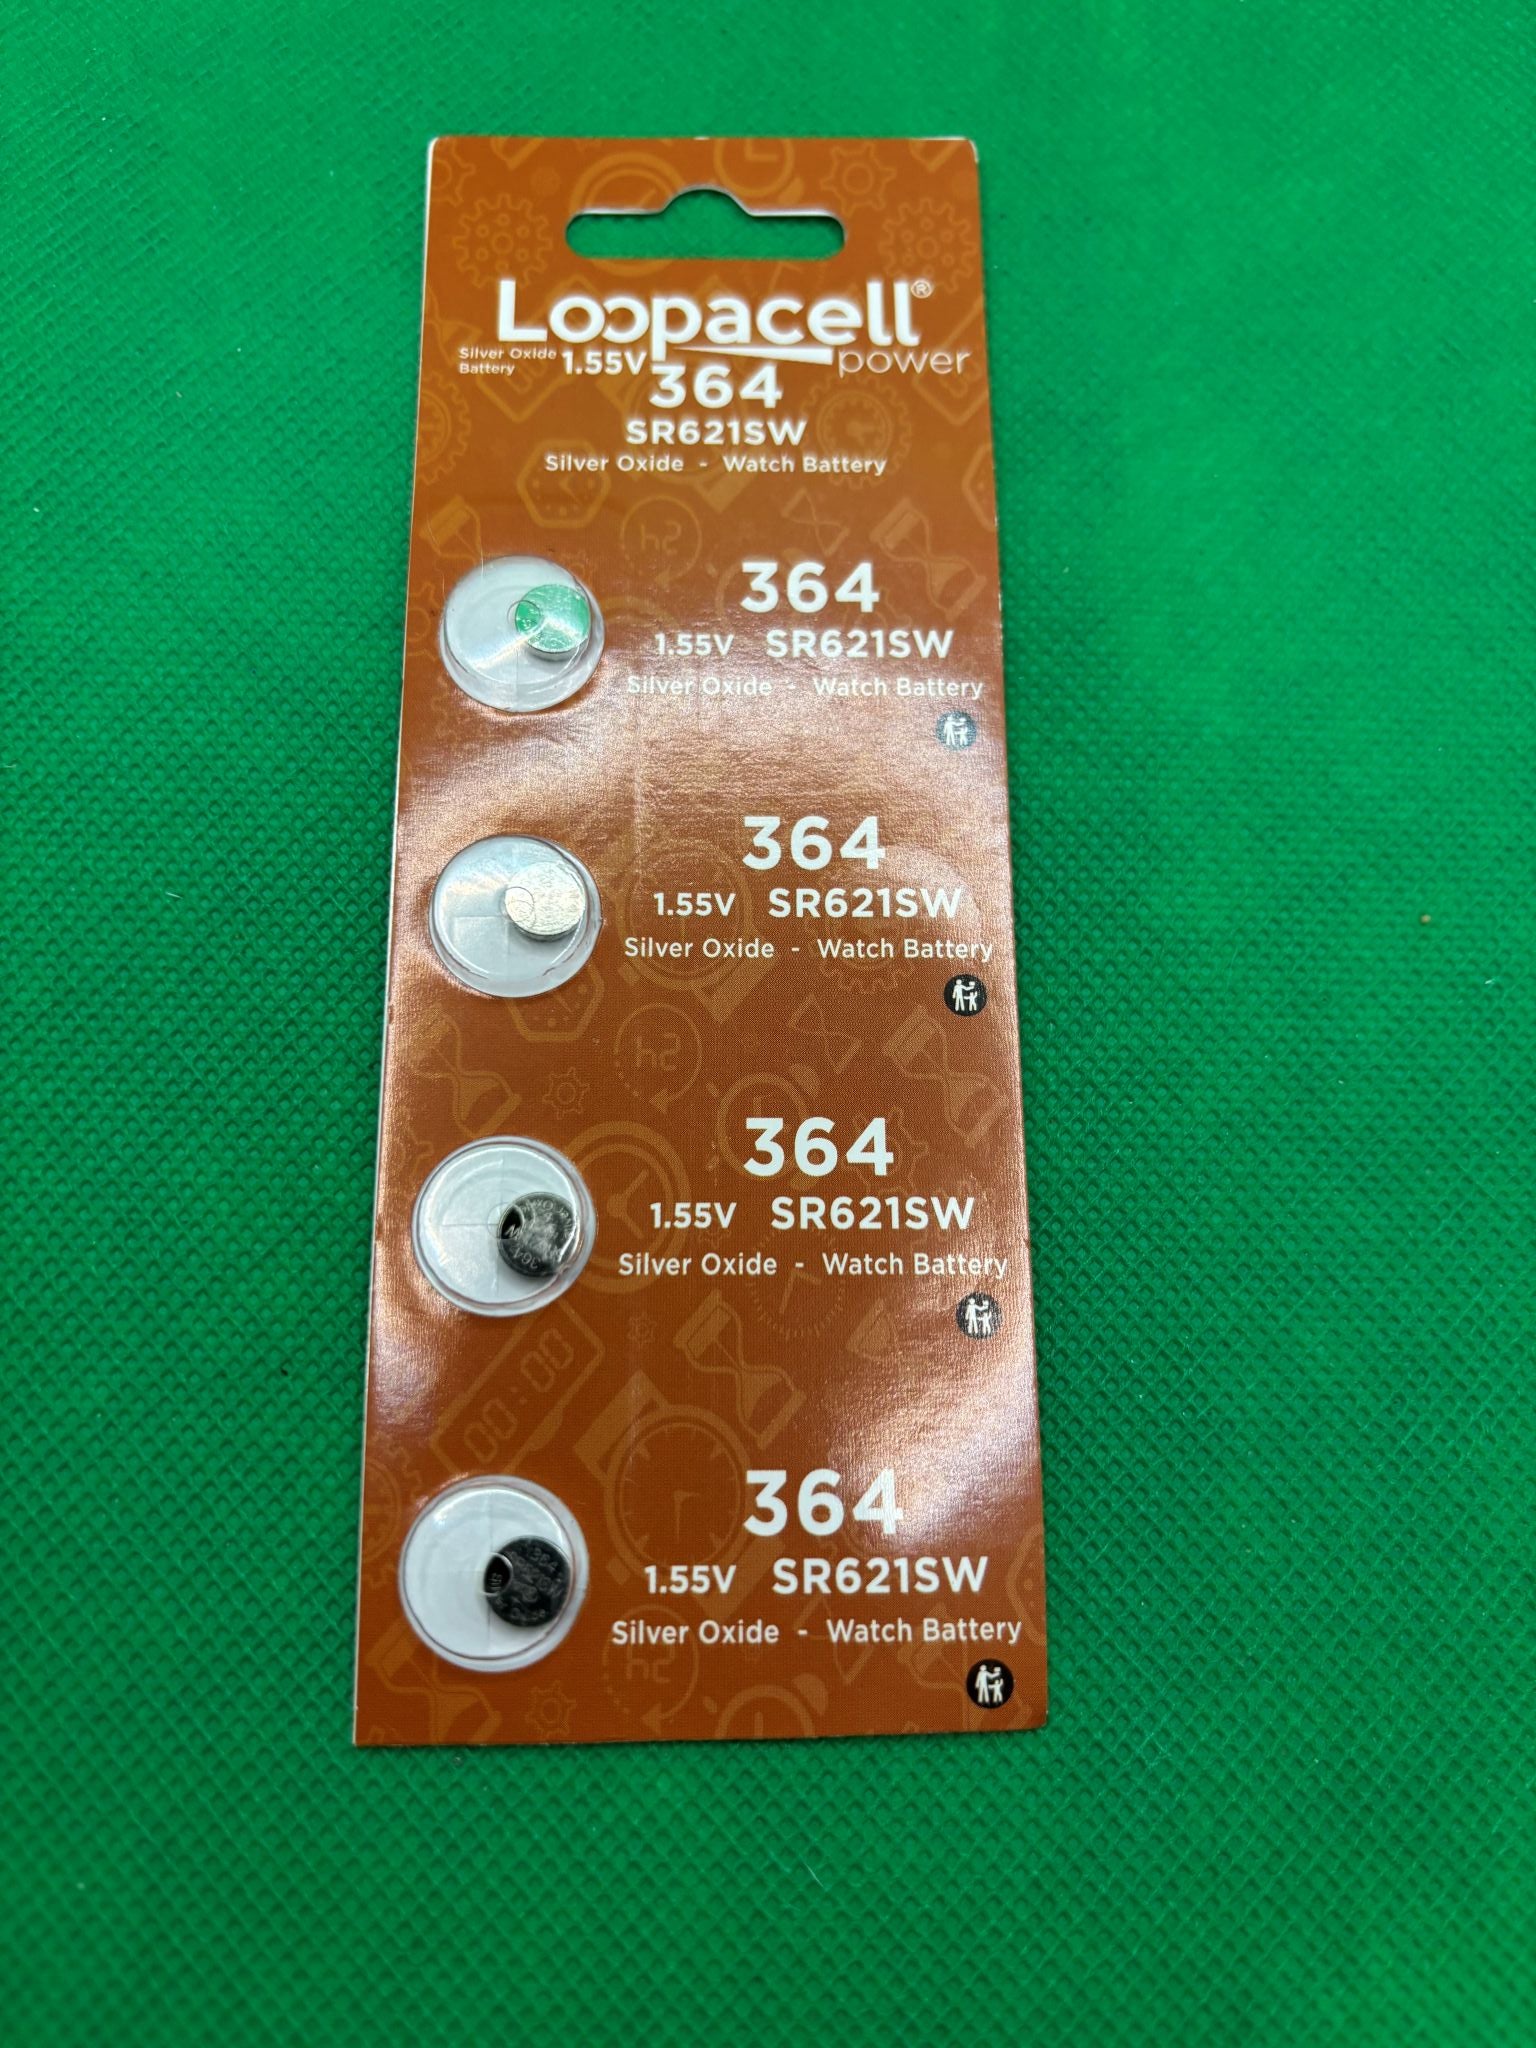 Loopacell®
power
Silver Oxide
Battery
1.55V
364
SR621SW
Silver Oxide - Watch Battery
364
1.55V SR621SW
Silver Oxide - Watch Battery
364
1.55V SR621SW
Silver Oxide - Watch Battery
364
1.55V SR621SW
Silver Oxide - Watch Battery
364
1.55V SR621SW
Silver Oxide - Watch Battery